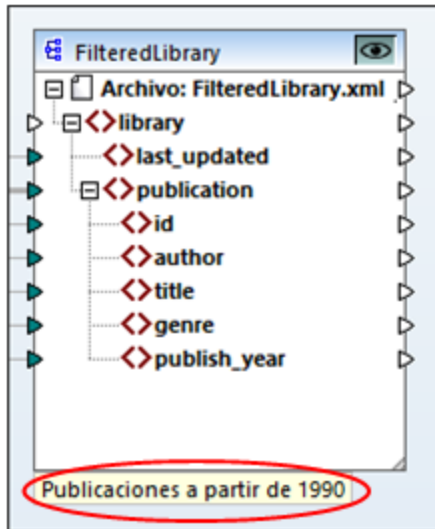 FilteredLibrary
Archivo: FilteredLibrary.xml
library
last_updated
publication
id
author
title
genre
publish_year
Publicaciones a partir de 1990